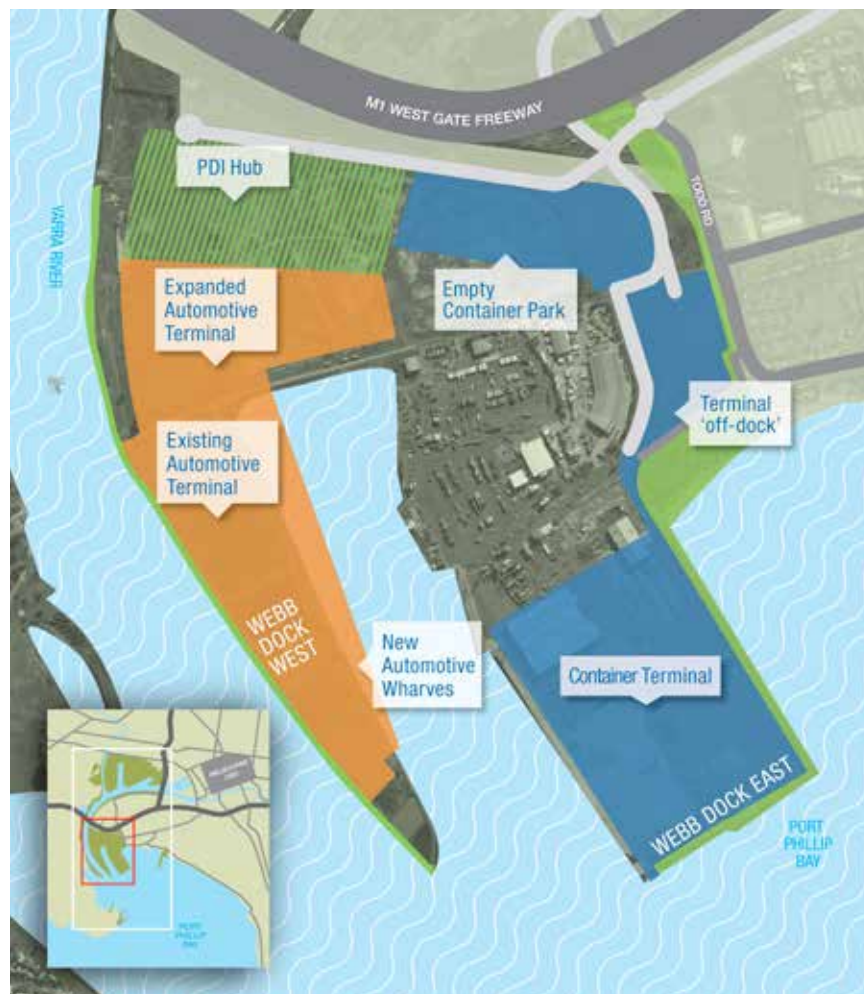 M1 WEST GATE FREEWAY
PDI Hub
TODD RD
YARRA RIVER
Expanded
Automotive
Terminal
Empty
Container Park
Terminal
‘off-dock’
Existing
Automotive
Terminal
WEBB
DOCK
WEST
New
Automotive
Wharves
Container Terminal
WEBB DOCK EAST
PORT
PHILLIP
BAY
PORT
PHILLIP
BAY